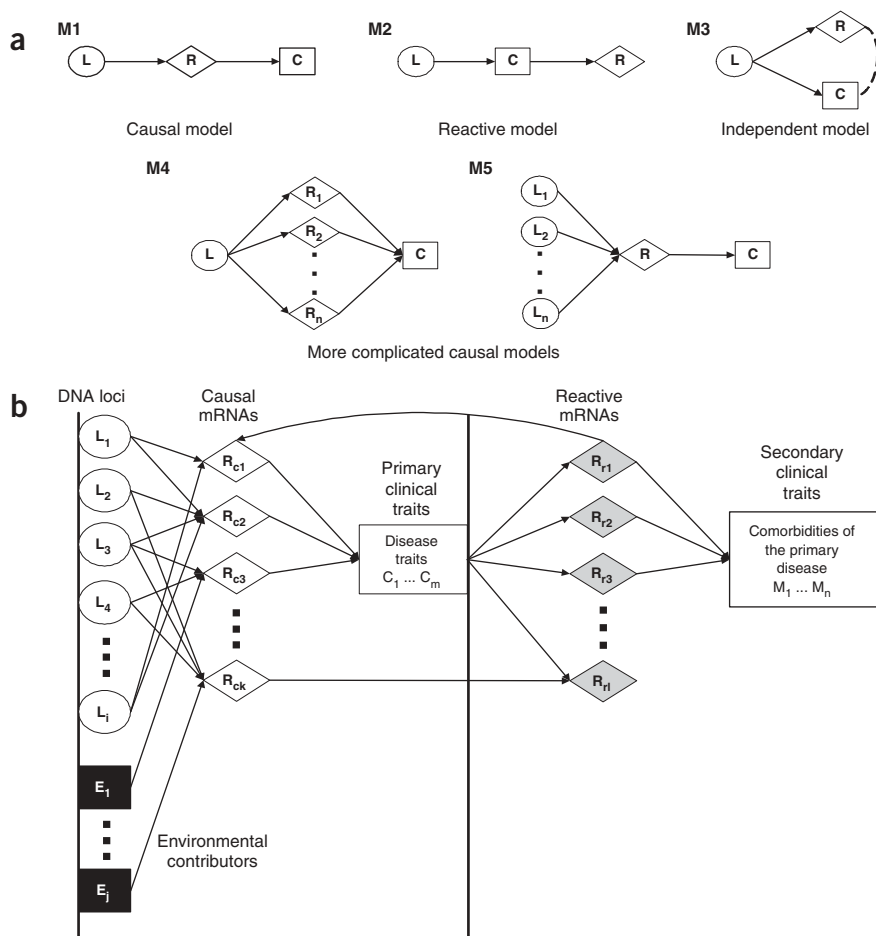 a
M1
L
R
C
Causal model
M2
L
C
R
Reactive model
M3
L
R
C
Independent model
M4
L
R1
R2
Rn
C
M5
L1
L2
Ln
R
C
More complicated causal models
b
DNA loci
L1
L2
L3
L4
Li
E1
Ej
Environmental
contributors
Causal
mRNAs
Rc1
Rc2
Rc3
Rck
Primary
clinical
traits
Disease
traits
C1 ... Cm
Reactive
mRNAs
Rr1
Rr2
Rr3
Rrl
Secondary
clinical
traits
Comorbidities of
the primary
disease
M1 ... Mn